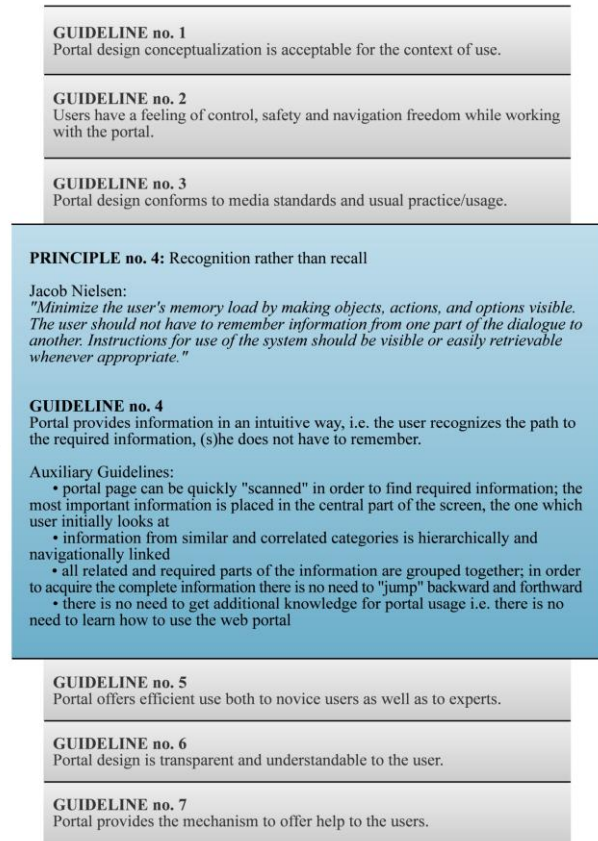 GUIDELINE no. 1
Portal design conceptualization is acceptable for the context of use.
GUIDELINE no. 2
Users have a feeling of control, safety and navigation freedom while working
with the portal.
GUIDELINE no. 3
Portal design conforms to media standards and usual practice/usage.
PRINCIPLE no. 4: Recognition rather than recall
Jacob Nielsen:
"Minimize the user's memory load by making objects, actions, and options visible.
The user should not have to remember information from one part of the dialogue to
another. Instructions for use of the system should be visible or easily retrievable
whenever appropriate."
GUIDELINE no. 4
Portal provides information in an intuitive way, i.e. the user recognizes the path to
the required information, (s)he does not have to remember.
Auxiliary Guidelines:
• portal page can be quickly "scanned" in order to find required information; the
most important information is placed in the central part of the screen, the one which
user initially looks at
• information from similar and correlated categories is hierarchically and
navigationally linked
• all related and required parts of the information are grouped together; in order
to acquire the complete information there is no need to "jump" backward and forthward
• there is no need to get additional knowledge for portal usage i.e. there is no
need to learn how to use the web portal
GUIDELINE no. 5
Portal offers efficient use both to novice users as well as to experts.
GUIDELINE no. 6
Portal design is transparent and understandable to the user.
GUIDELINE no. 7
Portal provides the mechanism to offer help to the users.